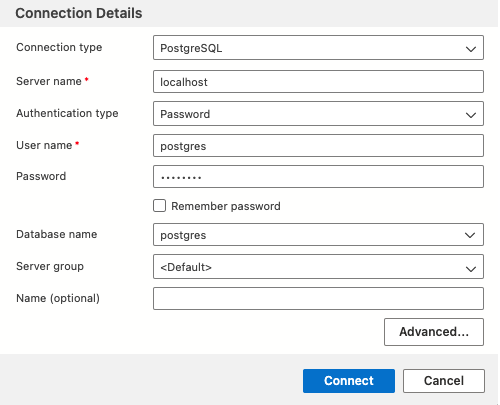 Connection Details
Connection type PostgreSQL
Server name * localhost
Authentication type Password
User name * postgres
Password ••••••••
Remember password
Database name postgres
Server group <Default>
Name (optional)
Advanced...
Connect Cancel